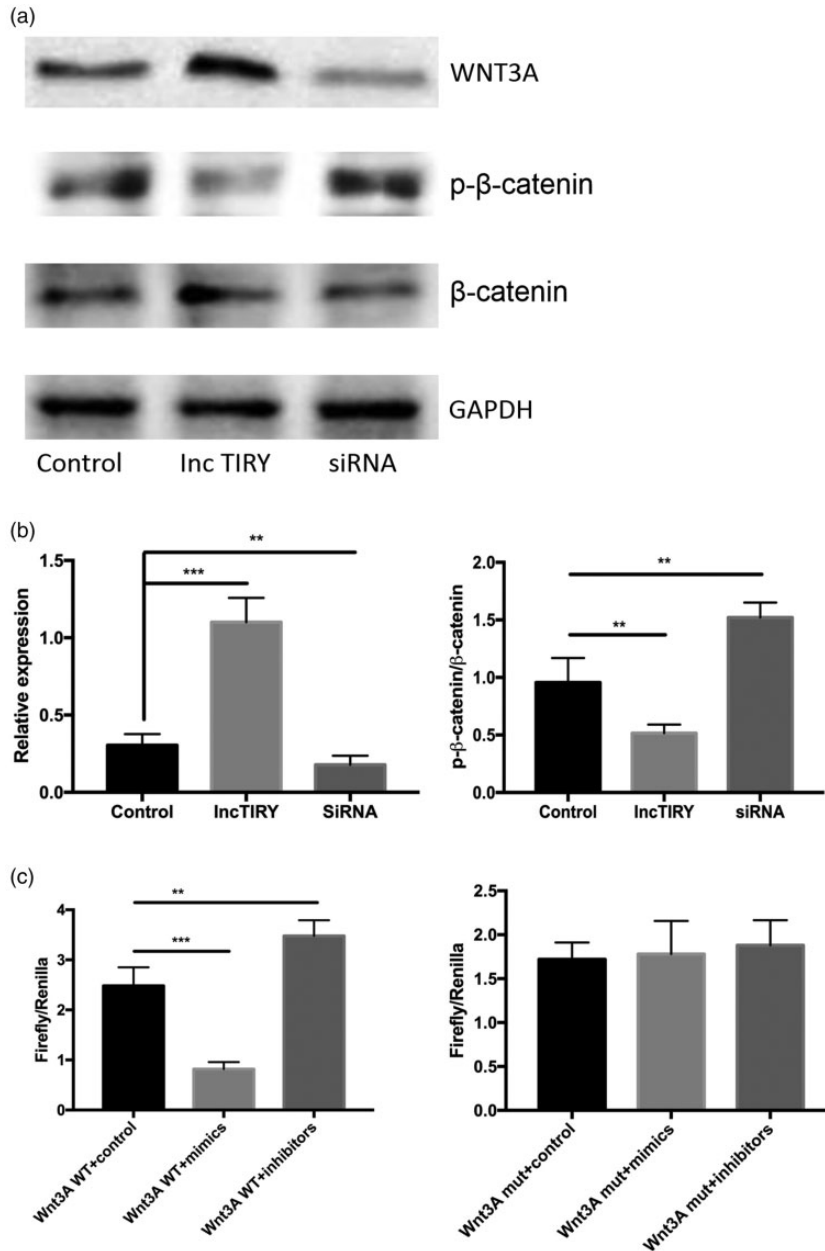 (a)
WNT3A
p-β-catenin
β-catenin
GAPDH
Control lnc TIRY siRNA
(b)
Relative expression
1.5
1.0
0.5
0.0
** 
***
Control lncTIRY SiRNA
p-β-catenin/β-catenin
2.0
1.5
1.0
0.5
0.0
**
**
Control lncTIRY siRNA
(c)
Firefly/Renilla
4
3
2
1
0
**
***
Wnt3A WT+control
Wnt3A WT+mimics
Wnt3A WT+inhibitors
Firefly/Renilla
2.5
2.0
1.5
1.0
0.5
0.0
Wnt3A mut+control
Wnt3A mut+mimics
Wnt3A mut+inhibitors